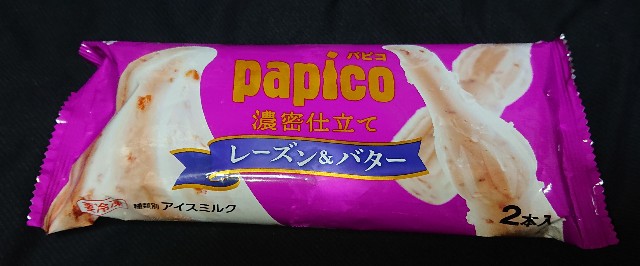 パピコ
papico
濃密仕立て
レーズン&バター
要冷凍
種類別 アイスミルク
2本入